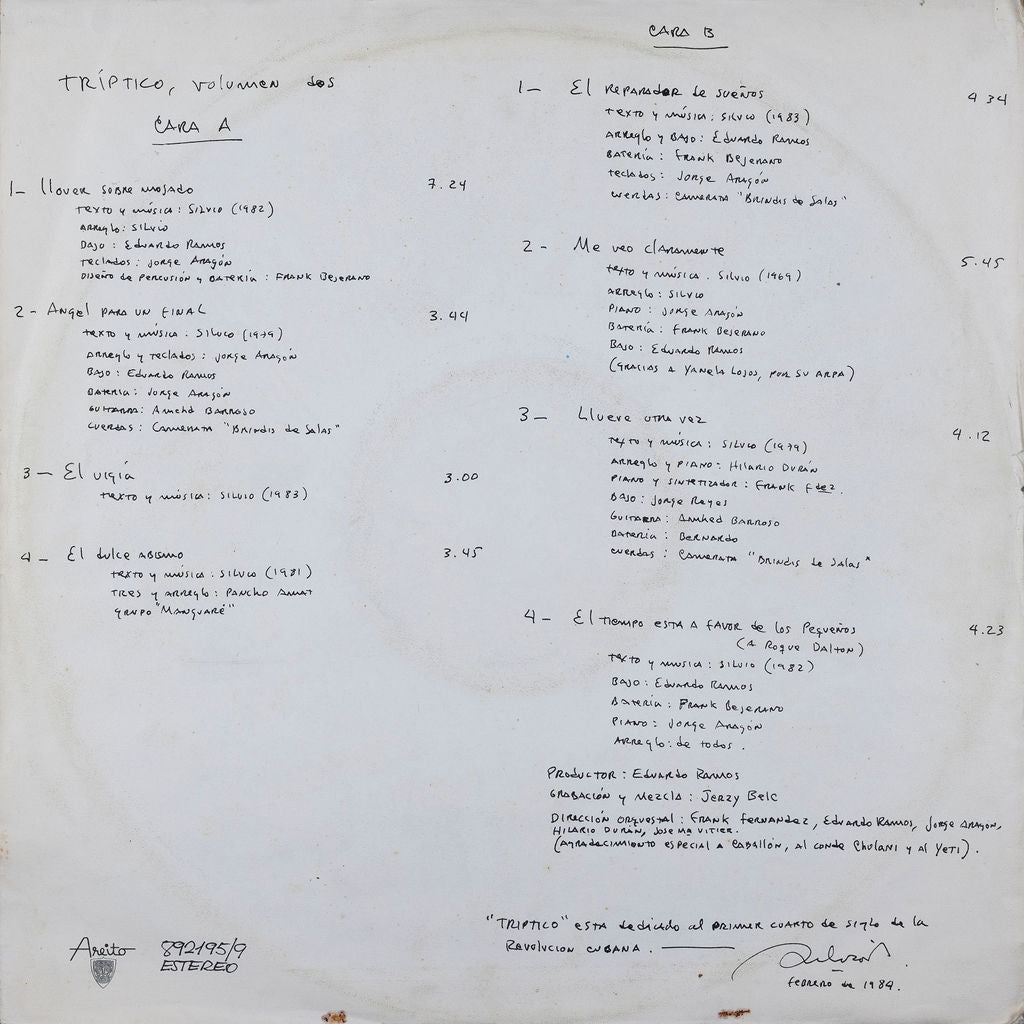 TRÍPTICO, volumen dos
CARA A
1- Llover sobre mojado 7.24
texto y música: Silvio (1982)
arreglo: Silvio
bajo: Eduardo Ramos
teclados: Jorge Aragón
diseño de percusión y batería: Frank Bejerano
2- Angel para un final 3.44
texto y música: Silvio (1979)
arreglo y teclados: Jorge Aragón
bajo: Eduardo Ramos
batería: Jorge Aragón
guitarra: Ahmed Barroso
cuerdas: Camerata "Brindis de Salas"
3- El vigía 3.00
texto y música: Silvio (1983)
4- El dulce abismo 3.45
texto y música: Silvio (1981)
tres y arreglo: Pancho Amat
grupo "Manguaré"
CARA B
1- El reparador de sueños 4 34
texto y música: Silvio (1983)
arreglo y bajo: Eduardo Ramos
batería: Frank Bejerano
teclados: Jorge Aragón
cuerdas: Camerata "Brindis de Salas"
2- Me veo claramente 5.45
texto y música. Silvio (1969)
arreglo: Silvio
piano: Jorge Aragón
batería: Frank Bejerano
bajo: Eduardo Ramos
(gracias a Yanela Lojos, por su arpa)
3- Llueve otra vez 4.12
texto y música: Silvio (1979)
arreglo y piano: Hilario Durán
piano y sintetizador: Frank Fdez.
bajo: Jorge Reyes
guitarra: Ahmed Barroso
batería: Bernardo
cuerdas: Camerata "Brindis de Salas"
4- El tiempo esta a favor de los pequeños 4.23
(a Roque Dalton)
texto y musica: Silvio (1982)
bajo: Eduardo Ramos
batería: Frank Bejerano
piano: Jorge Aragón
arreglo: de todos.
Productor: Eduardo Ramos
grabación y mezcla: Jerzy Belc
Dirección orquestal: Frank Fernandez, Eduardo Ramos, Jorge Aragon,
Hilario Durán, Jose Ma Vitier.
(agradecimiento especial a Caballón, al conde Chulani y al Yeti).
"TRIPTICO" esta dedicado al primer cuarto de siglo de la
Revolucion cubana.
Silvio
febrero de 1984.
Areito 892195/9
ESTEREO